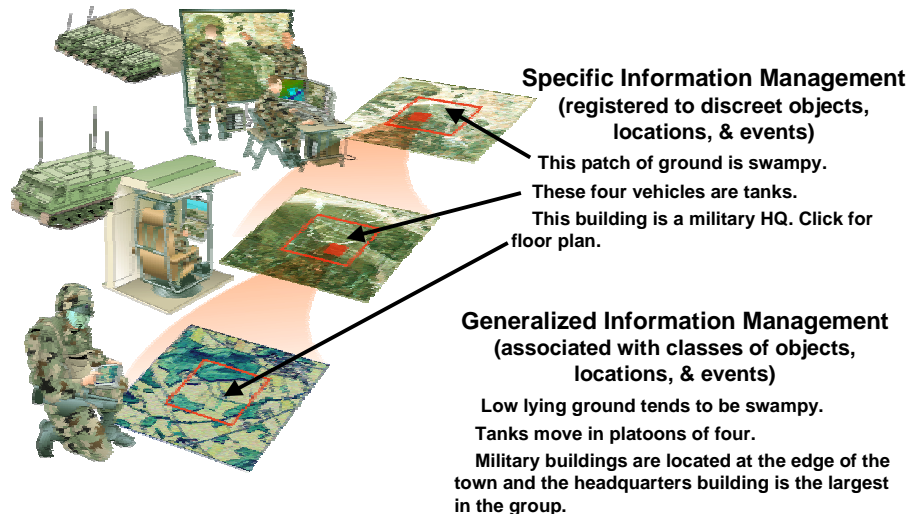 Specific Information Management
(registered to discreet objects,
locations, & events)
This patch of ground is swampy.
These four vehicles are tanks.
This building is a military HQ. Click for
floor plan.
Generalized Information Management
(associated with classes of objects,
locations, & events)
Low lying ground tends to be swampy.
Tanks move in platoons of four.
Military buildings are located at the edge of the
town and the headquarters building is the largest
in the group.